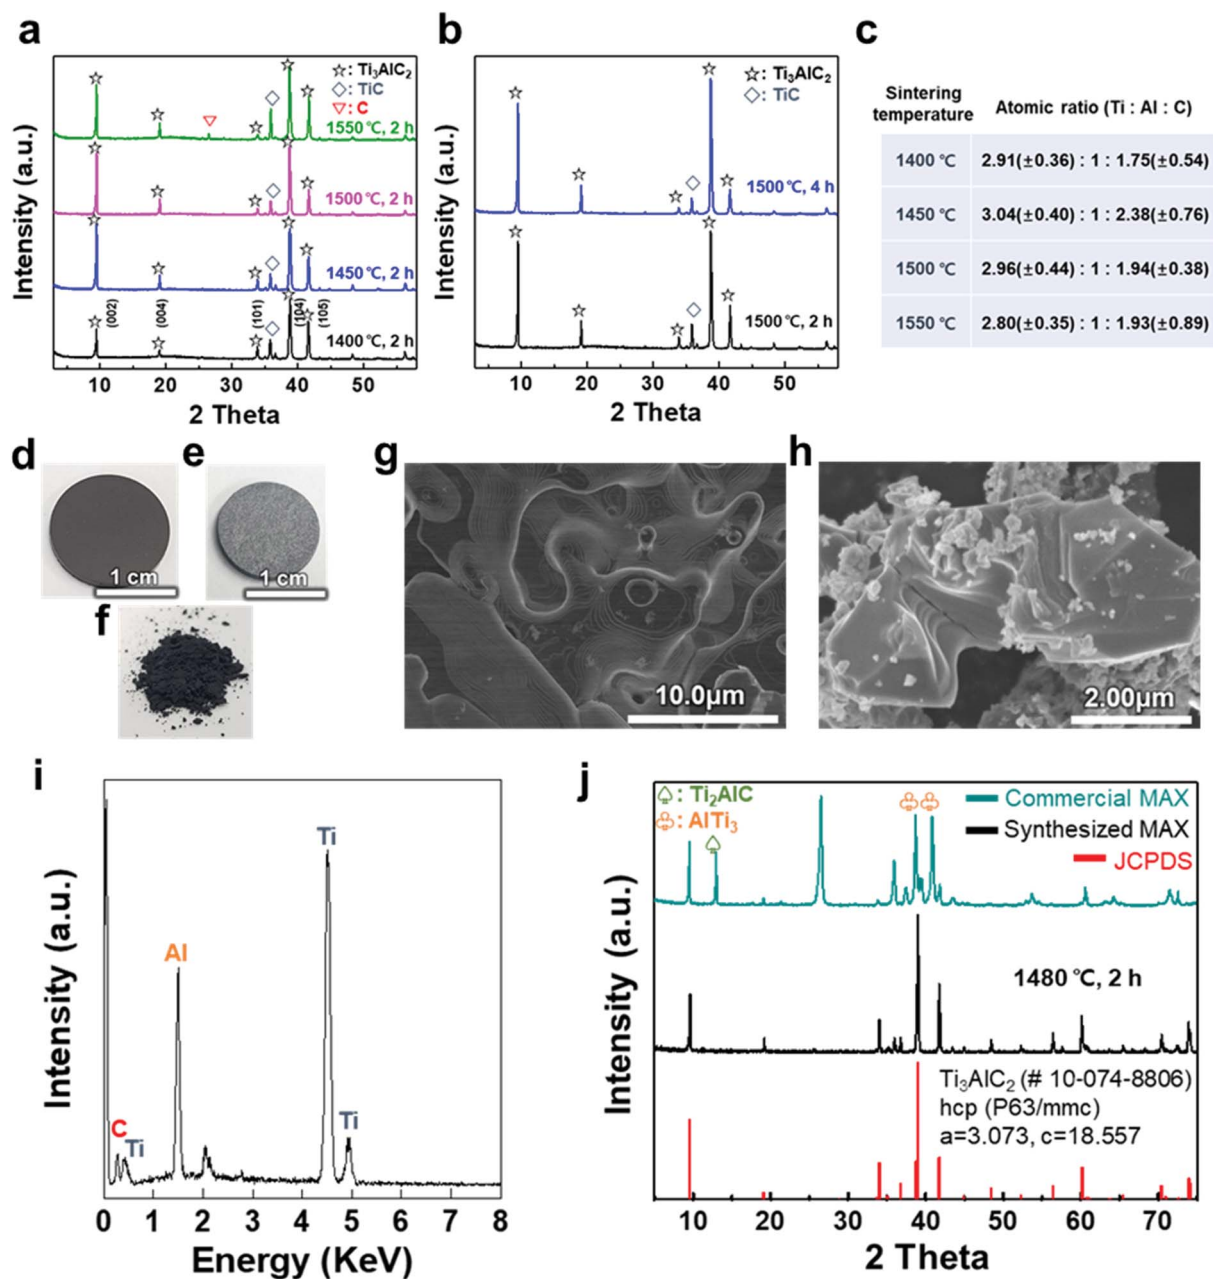 a
Intensity (a.u.)
☆: Ti₃AlC₂
◇: TiC
▽: C
1550 ℃, 2 h
1500 ℃, 2 h
1450 ℃, 2 h
(002) (004) (101) (104) (105)
1400 ℃, 2 h
10 20 30 40 50
2 Theta
b
Intensity (a.u.)
☆: Ti₃AlC₂
◇: TiC
1500 ℃, 4 h
1500 ℃, 2 h
10 20 30 40 50
2 Theta
c
Sintering temperature Atomic ratio (Ti : Al : C)
1400 ℃ 2.91(±0.36) : 1 : 1.75(±0.54)
1450 ℃ 3.04(±0.40) : 1 : 2.38(±0.76)
1500 ℃ 2.96(±0.44) : 1 : 1.94(±0.38)
1550 ℃ 2.80(±0.35) : 1 : 1.93(±0.89)
d
1 cm
e
1 cm
f
g
10.0μm
h
2.00μm
i
Intensity (a.u.)
C
Ti
Al
Ti
Ti
0 1 2 3 4 5 6 7 8
Energy (KeV)
j
Intensity (a.u.)
♤: Ti₂AlC
♧: AlTi₃
Commercial MAX
Synthesized MAX
JCPDS
1480 ℃, 2 h
Ti₃AlC₂ (# 10-074-8806)
hcp (P63/mmc)
a=3.073, c=18.557
10 20 30 40 50 60 70
2 Theta